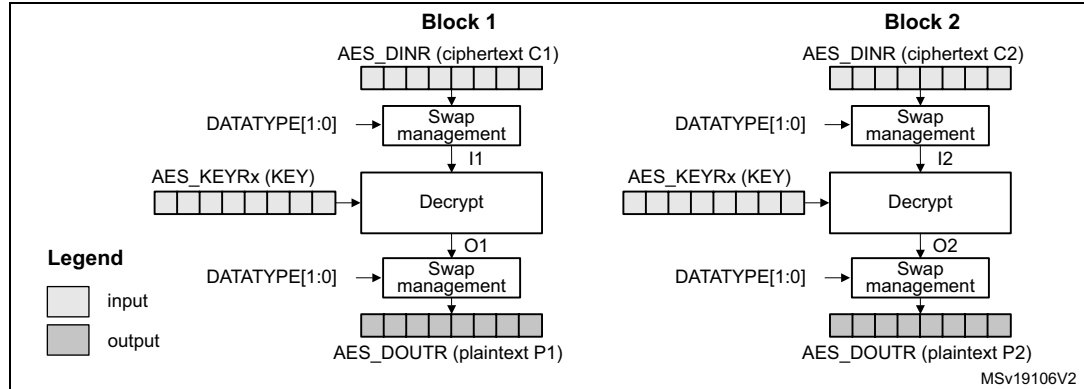 Block 1
AES_DINR (ciphertext C1)
DATATYPE[1:0]
Swap
management
I1
AES_KEYRx (KEY)
Decrypt
O1
DATATYPE[1:0]
Swap
management
AES_DOUTR (plaintext P1)
Block 2
AES_DINR (ciphertext C2)
DATATYPE[1:0]
Swap
management
I2
AES_KEYRx (KEY)
Decrypt
O2
DATATYPE[1:0]
Swap
management
AES_DOUTR (plaintext P2)
Legend
input
output
MSv19106V2